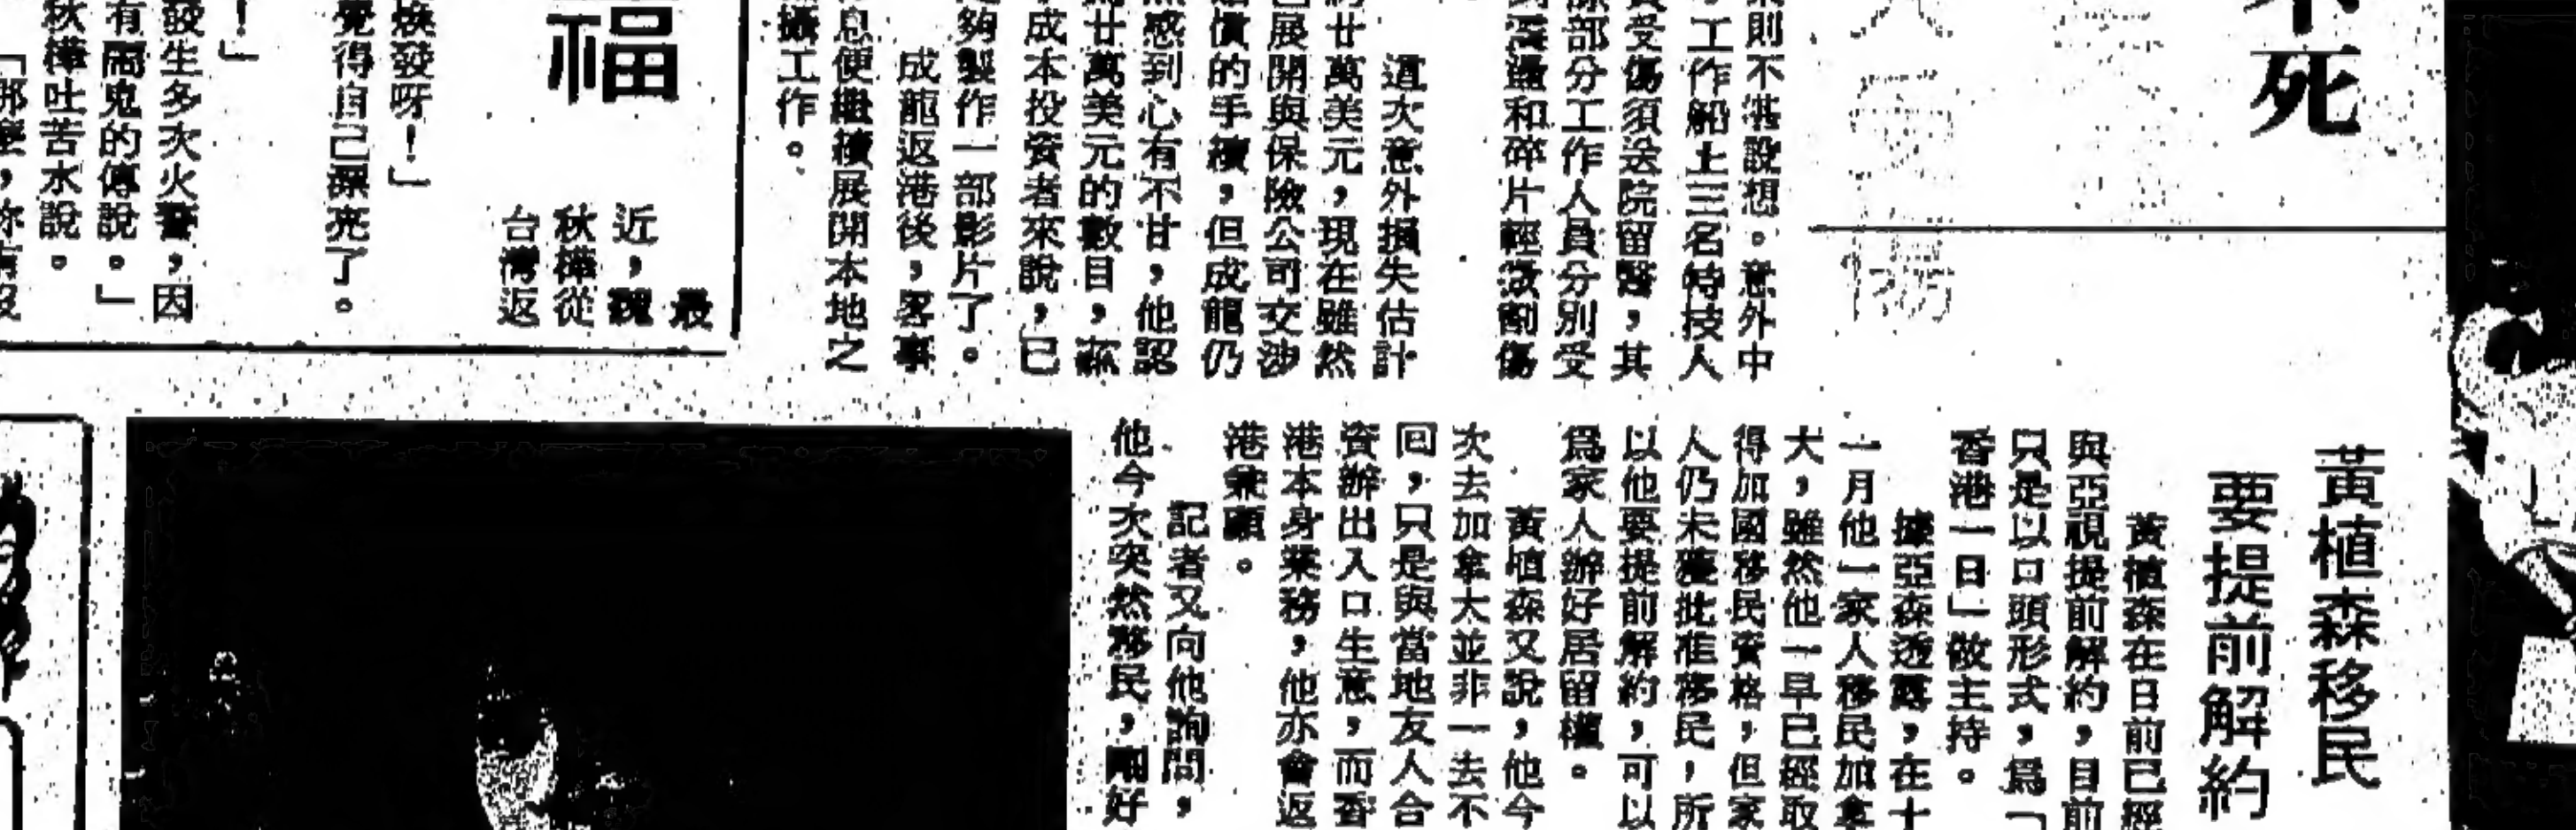 死
則不堪設想。意外中
工作船上三名特技人
受傷須送院留醫,其
部分工作人員分別受
和碎片輕微割傷
這次意外損失估計
廿萬美元,現在雖然
展開與保險公司交涉
償的手續,但成龍仍
感到心有不甘,他認
廿萬美元的數目,在
成本投資者來說,已
夠製作一部影片了。
成龍返港後,客事
息便繼續展開本地之
攝工作。
福
最
近,魏
秋樺從
台灣返
煥發呀!」
覺得自己漂亮了。
!」
發生多次火警,因
有鬧鬼的傳說。」
秋樺吐苦水說。
「那麼,你有沒
黃植森移民
要提前解約
黃植森在日前已經
與亞視提前解約,目前
只是以口頭形式,爲「
香港一日」做主持。
據亞森透露,在十
一月他一家人移民加拿
大,雖然他一早已經取
得加國移民資格,但家
人仍未獲批准移民,所
以他要提前解約,可以
爲家人辦好居留權。
黃植森又說,他今
次去加拿大並非一去不
回,只是與當地友人合
資辦出入口生意,而香
港本身業務,他亦會返
港兼顧。
記者又向他詢問,
他今次突然移民,剛好